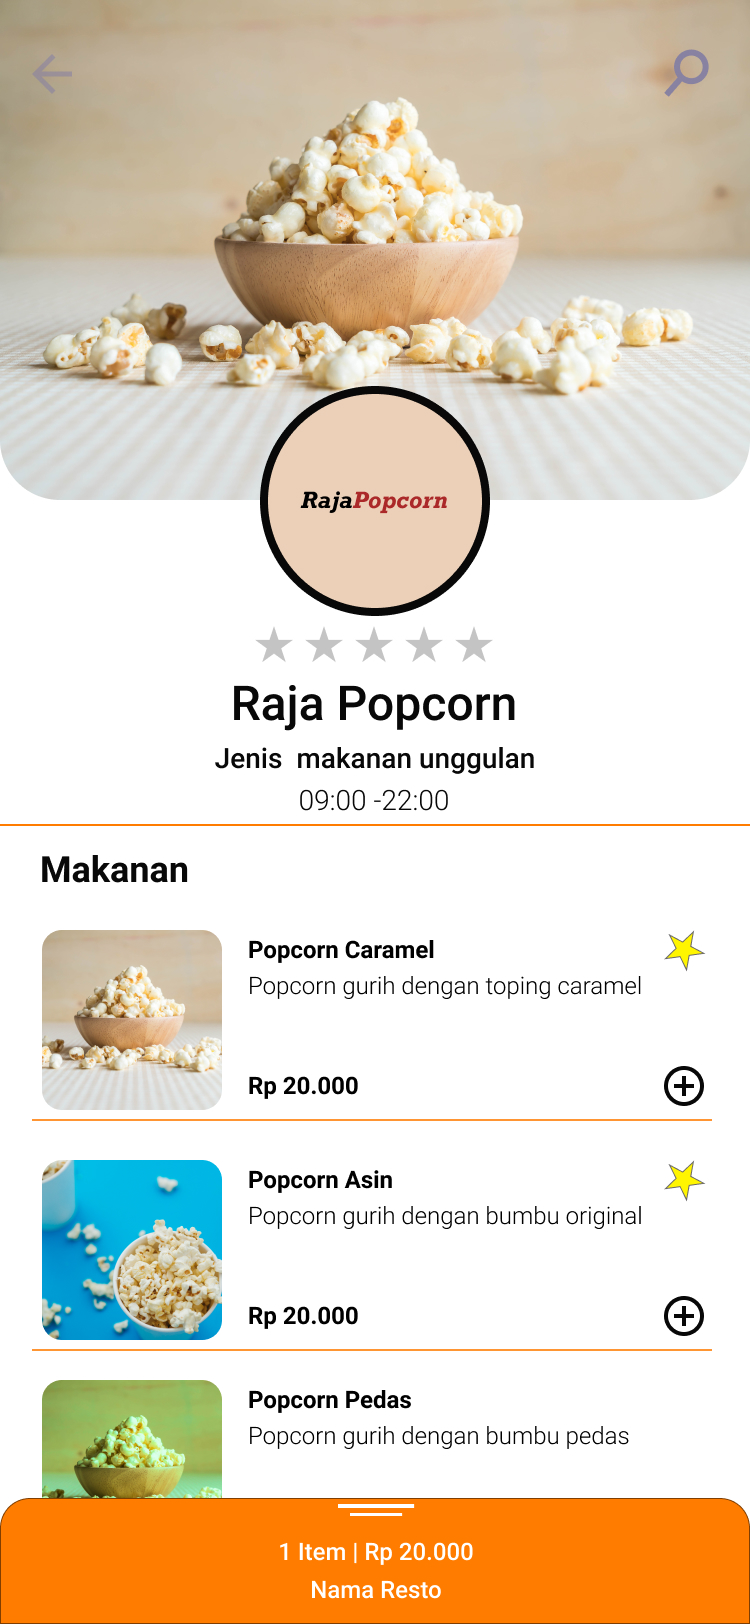 RajaPopcorn
Raja Popcorn
Jenis  makanan unggulan
09:00 -22:00
Makanan
Popcorn Caramel
Popcorn gurih dengan toping caramel
Rp 20.000
Popcorn Asin
Popcorn gurih dengan bumbu original
Rp 20.000
Popcorn Pedas
Popcorn gurih dengan bumbu pedas
1 Item | Rp 20.000
Nama Resto